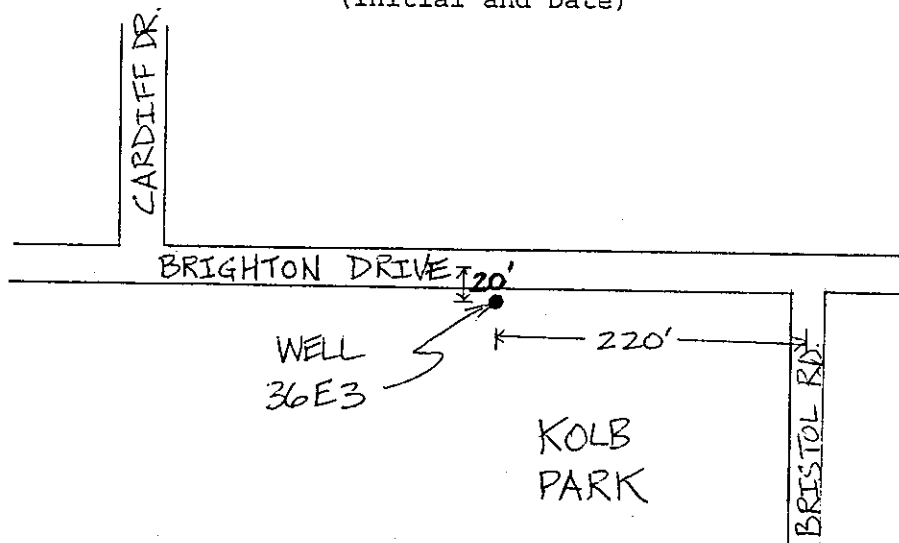 (Initial and Date)
CARDIFF DR.
BRIGHTON DRIVE
20'
WELL
36E3
220'
KOLB
PARK
BRISTOL RD.